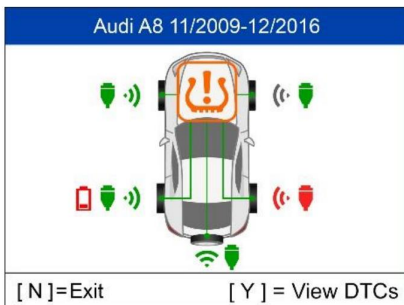 Audi A8 11/2009-12/2016
[ N ]=Exit [ Y ] = View DTCs